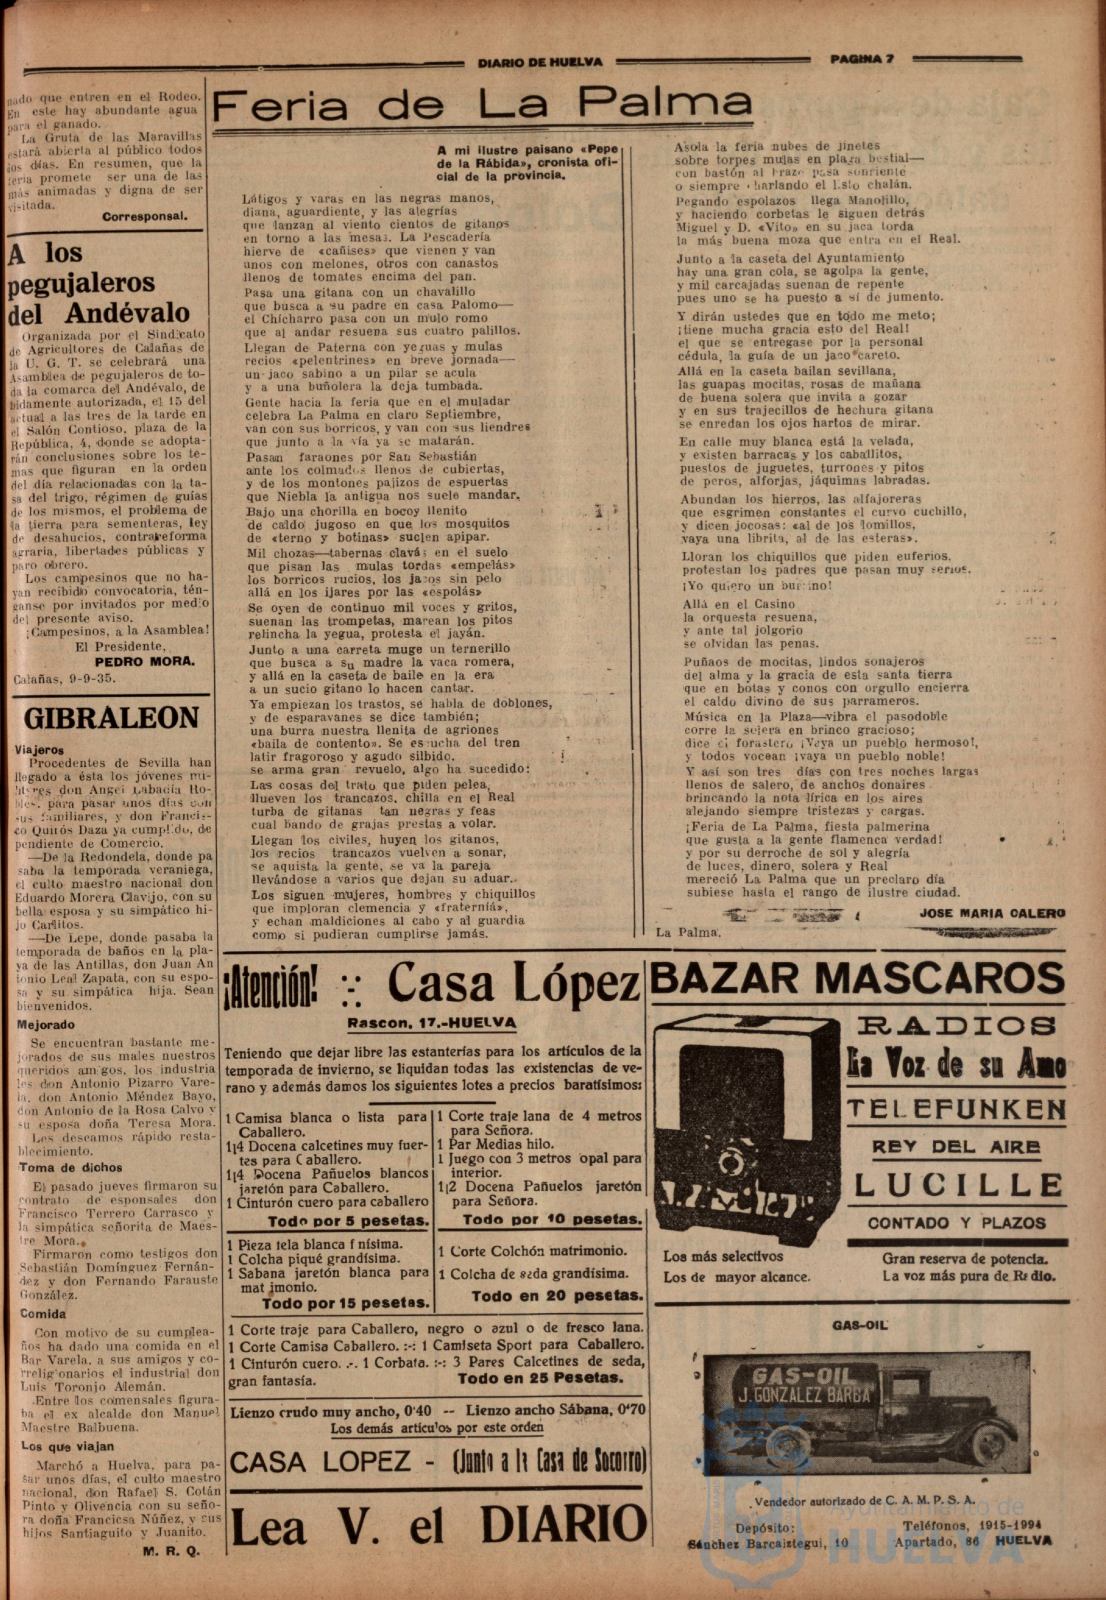 DIARIO DE HUELVA
PAGINA 7
nado que entren en el Rodeo.
En este hay abundante agua
para el ganado.
La Gruta de las Maravillas
estará abierta al público todos
los días. En resumen, que la
feria promete ser una de las
más animadas y digna de ser
visitada.
Corresponsal.
A los
pegujaleros
del Andévalo
Organizada por el Sindicato
de Agricultores de Calañas de
la U. G. T. se celebrará una
Asamblea de pegujaleros de to-
da la comarca del Andévalo, de
bidamente autorizada, el 15 del
actual a las tres de la tarde en
el Salón Contioso, plaza de la
República, 4, donde se adopta-
rán conclusiones sobre los te-
mas que figuran en la orden
del día relacionadas con la ta-
sa del trigo, régimen de guías
de los mismos, el problema de
la tierra para sementeras, ley
de desahucios, contrareforma
agraria, libertades públicas y
paro obrero.
Los campesinos que no ha-
yan recibido convocatoria, tén-
ganse por invitados por medio
del presente aviso.
¡Campesinos, a la Asamblea!
El Presidente,
PEDRO MORA.
Calañas, 9-9-35.
GIBRALEON
Viajeros
Procedentes de Sevilla han
llegado a ésta los jóvenes mi-
litares don Angel Labacía Ro-
bles, para pasar unos días con
sus familiares, y don Francis-
co Quirós Daza ya cumplido, de
pendiente de Comercio.
—De la Redondela, donde pa
saba la temporada veraniega,
el culto maestro nacional don
Eduardo Morera Clavijo, con su
bella esposa y su simpático hi-
jo Carlitos.
—De Lepe, donde pasaba la
temporada de baños en la pla-
ya de las Antillas, don Juan An
tonio Leal Zapata, con su espo-
sa y su simpática hija. Sean
bienvenidos.
Mejorado
Se encuentran bastante me-
jorados de sus males nuestros
queridos amigos, los industria
les don Antonio Pizarro Vare-
la, don Antonio Méndez Bayo,
don Antonio de la Rosa Calvo y
su esposa doña Teresa Mora.
Les descamos rápido resta-
blecimiento.
Toma de dichos
El pasado jueves firmaron su
contrato de esponsales don
Francisco Terrero Carrasco y
la simpática señorita de Maes-
tre Mora.
Firmaron como testigos don
Sebastián Domínguez Fernán-
dez y don Fernando Farauste
González.
Comida
Con motivo de su cumplea-
ños ha dado una comida en el
Bar Varela, a sus amigos y co-
rreligionarios el industrial don
Luis Toronjo Alemán.
Entre los comensales figura-
ba el ex alcalde don Manuel
Maestre Balbuena.
Los que viajan
Marchó a Huelva, para pa-
sar unos días, el culto maestro
nacional, don Rafael S. Cotán
Pinto y Olivencia con su seño-
ra doña Francicsa Núñez, y sus
hijos Santiaguito y Juanito.
M. R. Q.
Feria de La Palma
A mi ilustre paisano «Pepe
de la Rábida», cronista ofi-
cial de la provincia.
Látigos y varas en las negras manos,
diana, aguardiente, y las alegrías
que lanzan al viento cientos de gitanos
en torno a las mesas. La Pescadería
hierve de «cañises» que vienen y van
unos con melones, otros con canastos
llenos de tomates encima del pan.
Pasa una gitana con un chavalillo
que busca a su padre en casa Palomo—
el Chícharro pasa con un mulo romo
que al andar resuena sus cuatro palillos.
Llegan de Paterna con yeguas y mulas
recios «pelentrines» en breve jornada—
un jaco sabino a un pilar se acula
y a una buñolera la deja tumbada.
Gente hacia la feria que en el muladar
celebra La Palma en claro Septiembre,
van con sus borricos, y van con sus liendres
que junto a la vía ya se matarán.
Pasan faraones por San Sebastián
ante los colmados llenos de cubiertas,
y de los montones pajizos de espuertas
que Niebla la antigua nos suele mandar.
Bajo una chorilla en bocoy llenito
de caldo jugoso en que los mosquitos
de «terno y botinas» suelen apipar.
Mil chozas—tabernas clavás en el suelo
que pisan las mulas tordas «empelás»
los borricos rucios, los jacos sin pelo
allá en los ijares por las «espolás»
Se oyen de continuo mil voces y gritos,
suenan las trompetas, marean los pitos
relincha la yegua, protesta el jayán.
Junto a una carreta muge un ternerillo
que busca a su madre la vaca romera,
y allá en la caseta de baile en la era
a un sucio gitano lo hacen cantar.
Ya empiezan los trastos, se habla de doblones,
y de esparavanes se dice también;
una burra nuestra llenita de agriones
«baila de contento». Se escucha del tren
latir fragoroso y agudo silbido.
se arma gran revuelo, algo ha sucedido:
Las cosas del trato que piden pelea,
llueven los trancazos, chilla en el Real
turba de gitanas tan negras y feas
cual bando de grajas prestas a volar.
Llegan los civiles, huyen los gitanos,
los recios trancazos vuelven a sonar,
se aquista la gente, se va la pareja
llevándose a varios que dejan su aduar.
Los siguen mujeres, hombres y chiquillos
que imploran clemencia y «fraternïá»,
y echan maldiciones al cabo y al guardia
como si pudieran cumplirse jamás.
Asola la feria nubes de jinetes
sobre torpes mulas en plaga bestial—
con bastón al brazo pasa sonriente
o siempre charlando el listo chalán.
Pegando espolazos llega Manolillo,
y haciendo corbetas le siguen detrás
Miguel y D. «Vito» en su jaca torda
la más buena moza que entra en el Real.
Junto a la caseta del Ayuntamiento
hay una gran cola, se agolpa la gente,
y mil carcajadas suenan de repente
pues uno se ha puesto a sí de jumento.
Y dirán ustedes que en todo me meto;
¡tiene mucha gracia esto del Real!
el que se entregase por la personal
cédula, la guía de un jaco careto.
Allá en la caseta bailan sevillana,
las guapas mocitas, rosas de mañana
de buena solera que invita a gozar
y en sus trajecillos de hechura gitana
se enredan los ojos hartos de mirar.
En calle muy blanca está la velada,
y existen barracas y los caballitos,
puestos de juguetes, turrones y pitos
de peros, alforjas, jáquimas labradas.
Abundan los hierros, las alfajoreras
que esgrimen constantes el curvo cuchillo,
y dicen jocosas: «al de los lomillos,
vaya una librita, al de las esteras».
Lloran los chiquillos que piden euferios,
protestan los padres que pasan muy serios.
¡Yo quiero un burrino!
Allá en el Casino
la orquesta resuena,
y ante tal jolgorio
se olvidan las penas.
Puñaos de mocitas, lindos sonajeros
del alma y la gracia de esta santa tierra
que en botas y conos con orgullo encierra
el caldo divino de sus parrameros.
Música en la Plaza—vibra el pasodoble
corre la solera en brinco gracioso;
dice el forastero ¡Vaya un pueblo hermoso!,
y todos vocean ¡vaya un pueblo noble!
Y así son tres días con tres noches largas
llenos de salero, de anchos donaires
brincando la nota lírica en los aires
alejando siempre tristezas y cargas.
¡Feria de La Palma, fiesta palmerina
que gusta a la gente flamenca verdad!
y por su derroche de sol y alegría
de luces, dinero, solera y Real
mereció La Palma que un preclaro día
subiese hasta el rango de ilustre ciudad.
JOSE MARIA CALERO
La Palma.
¡Atención! :-: Casa López
Rascon, 17.-HUELVA
Teniendo que dejar libre las estanterías para los artículos de la
temporada de invierno, se liquidan todas las existencias de ve-
rano y además damos los siguientes lotes a precios baratísimos:
1 Camisa blanca o lista para
Caballero.
1|4 Docena calcetines muy fuer-
tes para Caballero.
1|4 Docena Pañuelos blancos
jaretón para Caballero.
1 Cinturón cuero para caballero
Todo por 5 pesetas.
1 Corte traje lana de 4 metros
para Señora.
1 Par Medias hilo.
1 Juego con 3 metros opal para
interior.
1|2 Docena Pañuelos jaretón
para Señora.
Todo por 10 pesetas.
1 Pieza tela blanca finísima.
1 Colcha piqué grandísima.
1 Sabana jaretón blanca para
matrimonio.
Todo por 15 pesetas.
1 Corte Colchón matrimonio.
1 Colcha de seda grandísima.
Todo en 20 pesetas.
1 Corte traje para Caballero, negro o azul o de fresco lana.
1 Corte Camisa Caballero. :-: 1 Camiseta Sport para Caballero.
1 Cinturón cuero. .-. 1 Corbata. :-: 3 Pares Calcetines de seda,
gran fantasía. Todo en 25 Pesetas.
Lienzo crudo muy ancho, 0'40 -- Lienzo ancho Sábana, 0'70
Los demás artículos por este orden
CASA LOPEZ - (Junto a la Casa de Socorro)
Lea V. el DIARIO
BAZAR MASCAROS
RADIOS
La Voz de su Amo
TELEFUNKEN
REY DEL AIRE
LUCILLE
CONTADO Y PLAZOS
Los más selectivos
Los de mayor alcance.
Gran reserva de potencia.
La voz más pura de Radio.
GAS-OIL
GAS-OIL
J. GONZALEZ BARBA
Vendedor autorizado de C. A. M. P. S. A.
Depósito:
Sánchez Barcaiztegui, 10
Teléfonos, 1915-1994
Apartado, 86 HUELVA
Ayuntamiento de
HUELVA